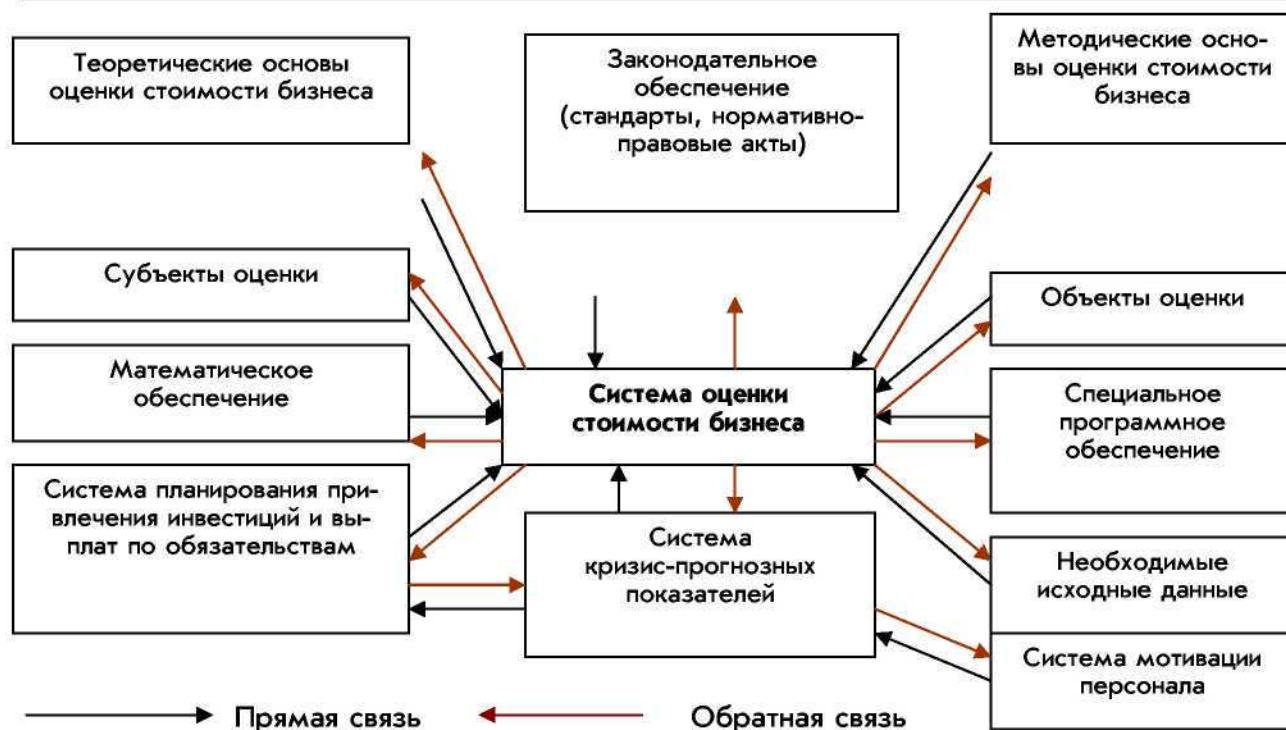 Теоретические основы
оценки стоимости бизнеса
Законодательное
обеспечение
(стандарты, нормативно-
правовые акты)
Методические осно-
вы оценки стоимости
бизнеса
Субъекты оценки
Объекты оценки
Математическое
обеспечение
Система оценки
стоимости бизнеса
Специальное
программное
обеспечение
Система планирования при-
влечения инвестиций и вы-
плат по обязательствам
Система
кризис-прогнозных
показателей
Необходимые
исходные данные
Система мотивации
персонала
Прямая связь
Обратная связь